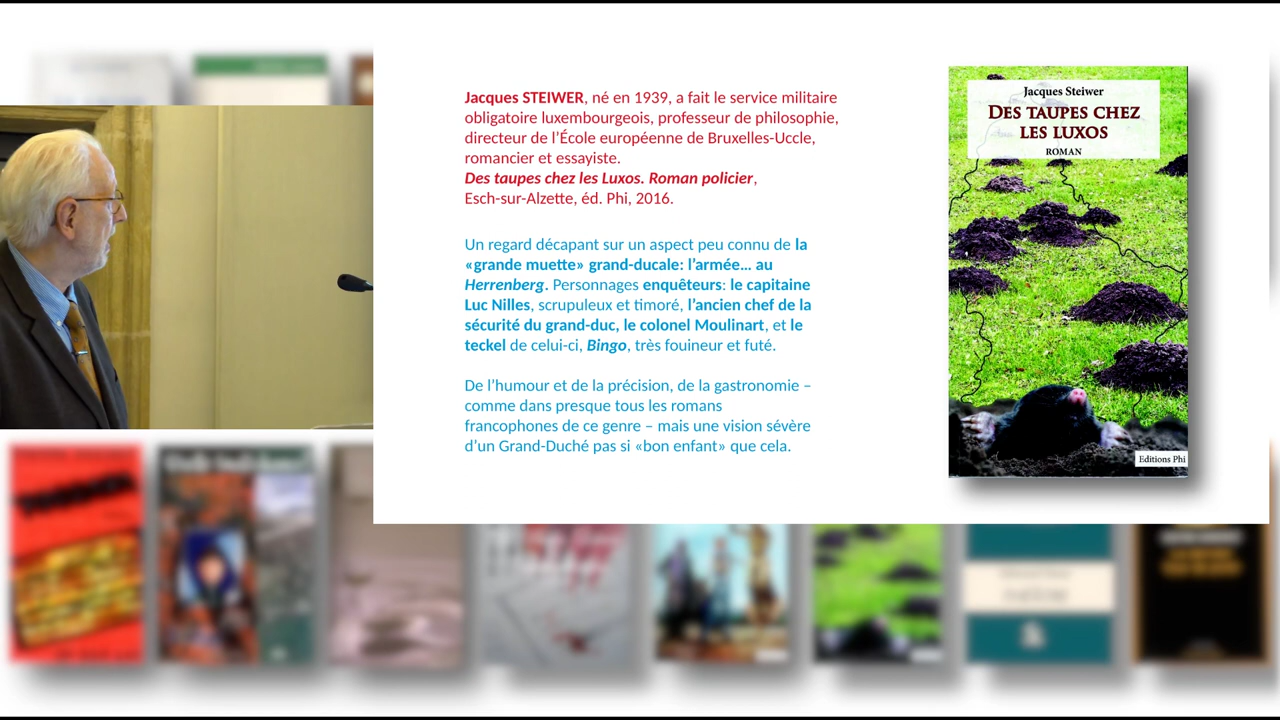 Jacques STEIWER, né en 1939, a fait le service militaire
obligatoire luxembourgeois, professeur de philosophie,
directeur de l’École européenne de Bruxelles-Uccle,
romancier et essayiste.
Des taupes chez les Luxos. Roman policier,
Esch-sur-Alzette, éd. Phi, 2016.
Un regard décapant sur un aspect peu connu de la
«grande muette» grand-ducale: l’armée… au
Herrenberg. Personnages enquêteurs: le capitaine
Luc Nilles, scrupuleux et timoré, l’ancien chef de la
sécurité du grand-duc, le colonel Moulinart, et le
teckel de celui-ci, Bingo, très fouineur et futé.
De l’humour et de la précision, de la gastronomie –
comme dans presque tous les romans
francophones de ce genre – mais une vision sévère
d’un Grand-Duché pas si «bon enfant» que cela.
Jacques Steiwer
DES TAUPES CHEZ
LES LUXOS
ROMAN
Editions Phi